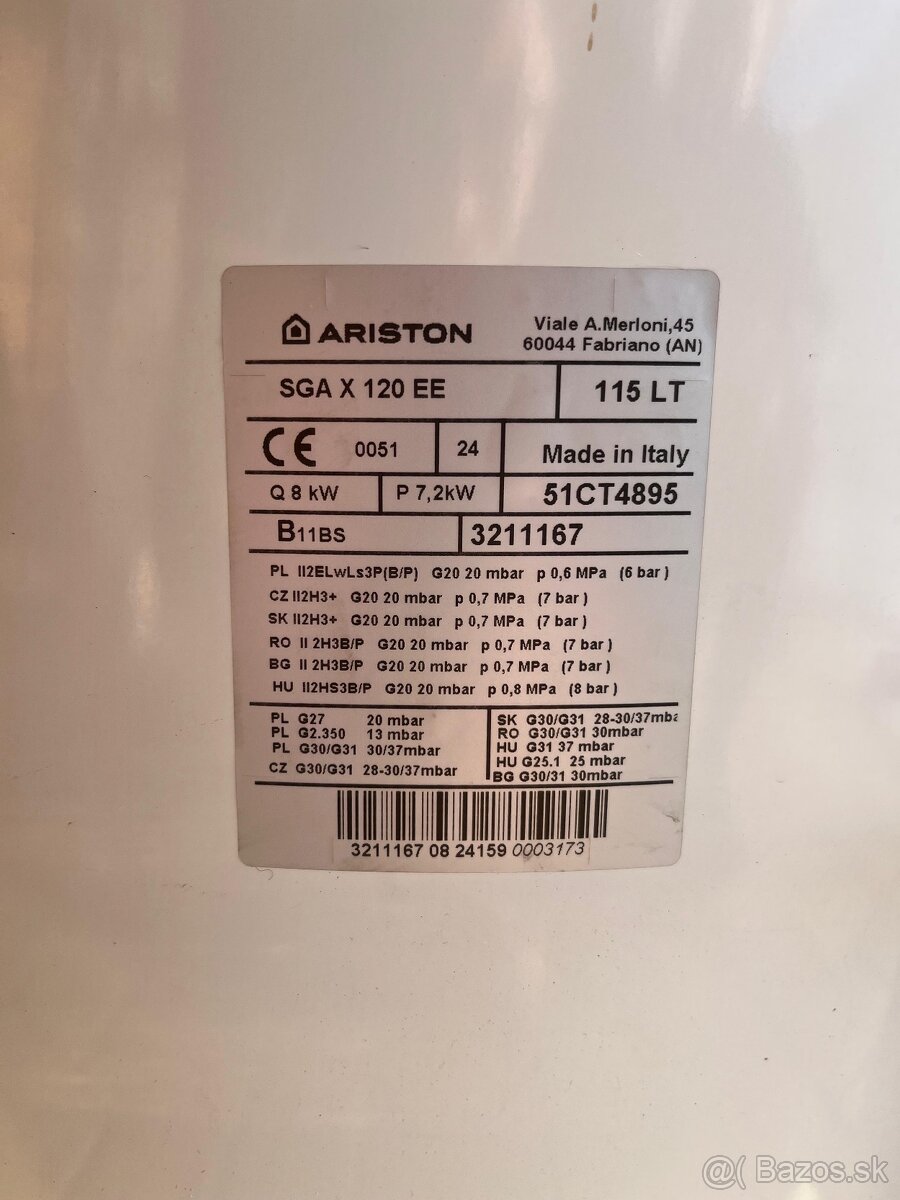 ARISTON
Viale A.Merloni,45
60044 Fabriano (AN)
SGA X 120 EE
115 LT
CE 0051
24
Made in Italy
Q 8 kW
P 7,2kW
51CT4895
B11BS
3211167
PL II2ELwLs3P(B/P) G20 20 mbar p 0,6 MPa (6 bar )
CZ II2H3+ G20 20 mbar p 0,7 MPa (7 bar )
SK II2H3+ G20 20 mbar p 0,7 MPa (7 bar )
RO II 2H3B/P G20 20 mbar p 0,7 MPa (7 bar )
BG II 2H3B/P G20 20 mbar p 0,7 MPa (7 bar )
HU II2HS3B/P G20 20 mbar p 0,8 MPa (8 bar )
PL G27 20 mbar
PL G2.350 13 mbar
PL G30/G31 30/37mbar
CZ G30/G31 28-30/37mbar
SK G30/G31 28-30/37mba
RO G30/G31 30mbar
HU G31 37 mbar
HU G25.1 25 mbar
BG G30/31 30mbar
3211167 08 24159 0003173
@( Bazos.sk